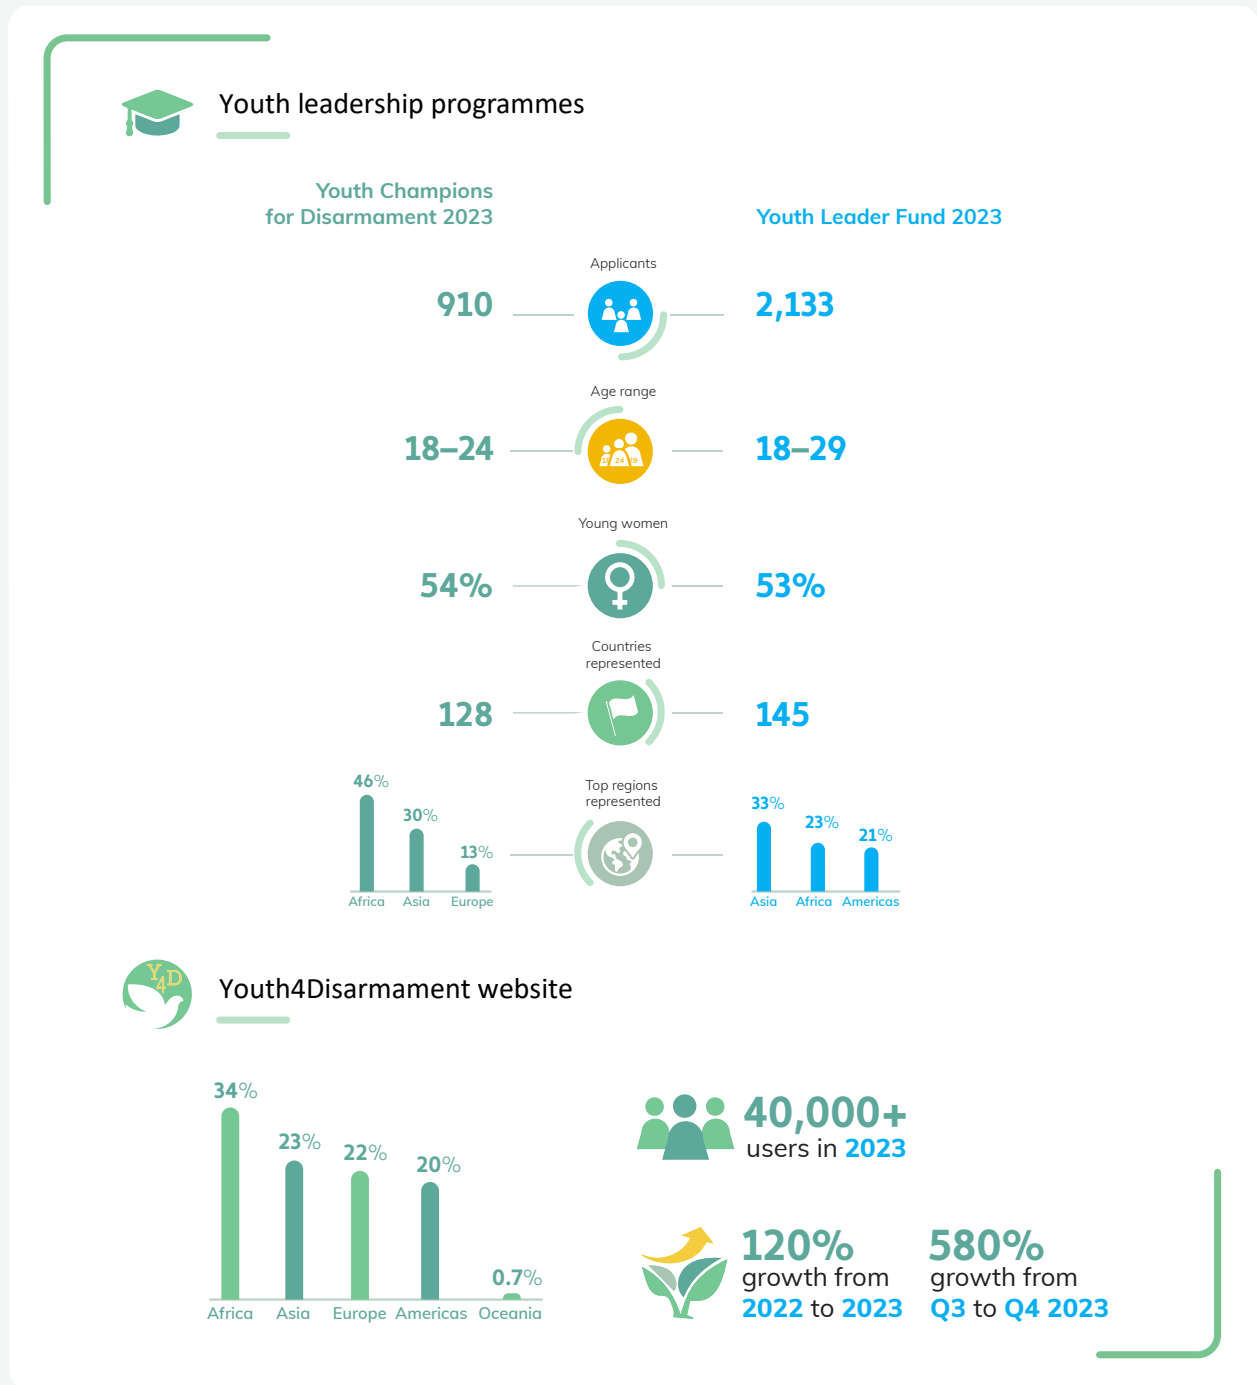 Youth leadership programmes
Youth Champions
for Disarmament 2023
Youth Leader Fund 2023
Applicants
910
2,133
Age range
18–24
18 24 29
18–29
Young women
54%
53%
Countries
represented
128
145
Top regions
represented
46%
30%
13%
Africa Asia Europe
33%
23%
21%
Asia Africa Americas
Y4D
Youth4Disarmament website
34%
23%
22%
20%
0.7%
Africa Asia Europe Americas Oceania
40,000+
users in 2023
120%
growth from
2022 to 2023
580%
growth from
Q3 to Q4 2023